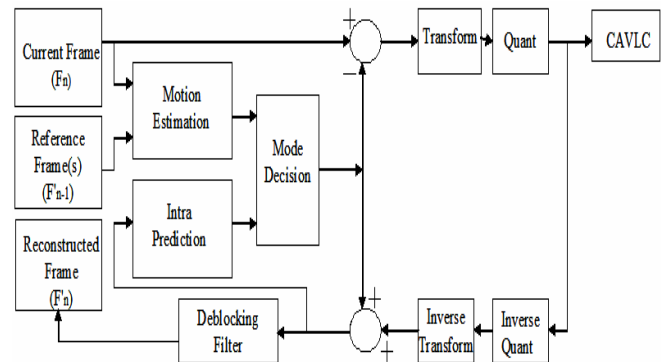 Current Frame
(Fn)
+
−
Transform
Quant
CAVLC
Reference
Frame(s)
(F'n-1)
Motion
Estimation
Mode
Decision
Intra
Prediction
Reconstructed
Frame
(F'n)
Deblocking
Filter
+
+
Inverse
Transform
Inverse
Quant